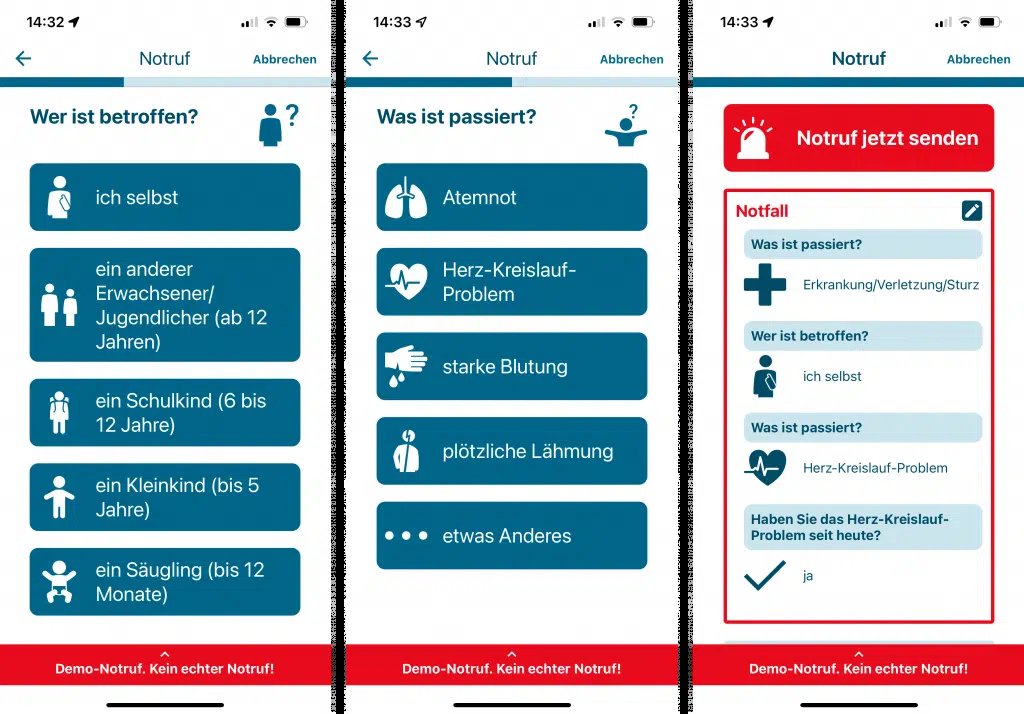 14:32
Notruf
Abbrechen
Wer ist betroffen?
?
ich selbst
ein anderer
Erwachsener/
Jugendlicher (ab 12
Jahren)
ein Schulkind (6 bis
12 Jahre)
ein Kleinkind (bis 5
Jahre)
ein Säugling (bis 12
Monate)
Demo-Notruf. Kein echter Notruf!
14:33
Notruf
Abbrechen
Was ist passiert?
?
Atemnot
Herz-Kreislauf-
Problem
starke Blutung
plötzliche Lähmung
etwas Anderes
Demo-Notruf. Kein echter Notruf!
14:33
Notruf
Abbrechen
Notruf jetzt senden
Notfall
Was ist passiert?
Erkrankung/Verletzung/Sturz
Wer ist betroffen?
ich selbst
Was ist passiert?
Herz-Kreislauf-Problem
Haben Sie das Herz-Kreislauf-
Problem seit heute?
ja
Demo-Notruf. Kein echter Notruf!